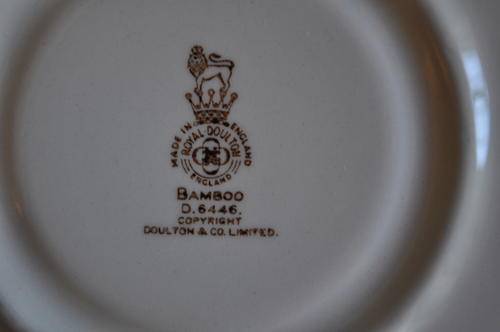 MADE IN ENGLAND
ROYAL-DOULTON
ENGLAND
BAMBOO
D.6446.
COPYRIGHT
DOULTON & CO. LIMITED.